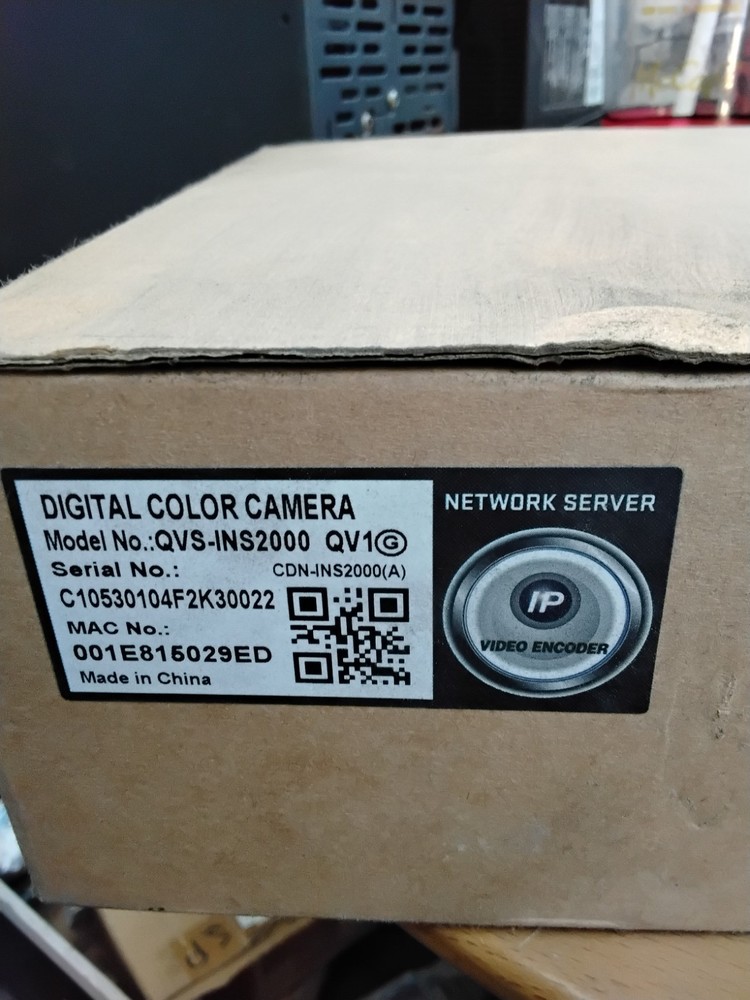 DIGITAL COLOR CAMERA
Model No.:QVS-INS2000 QV1Ⓖ
Serial No.: CDN-INS2000(A)
C10530104F2K30022
MAC No.:
001E815029ED
Made in China
NETWORK SERVER
IP
VIDEO ENCODER